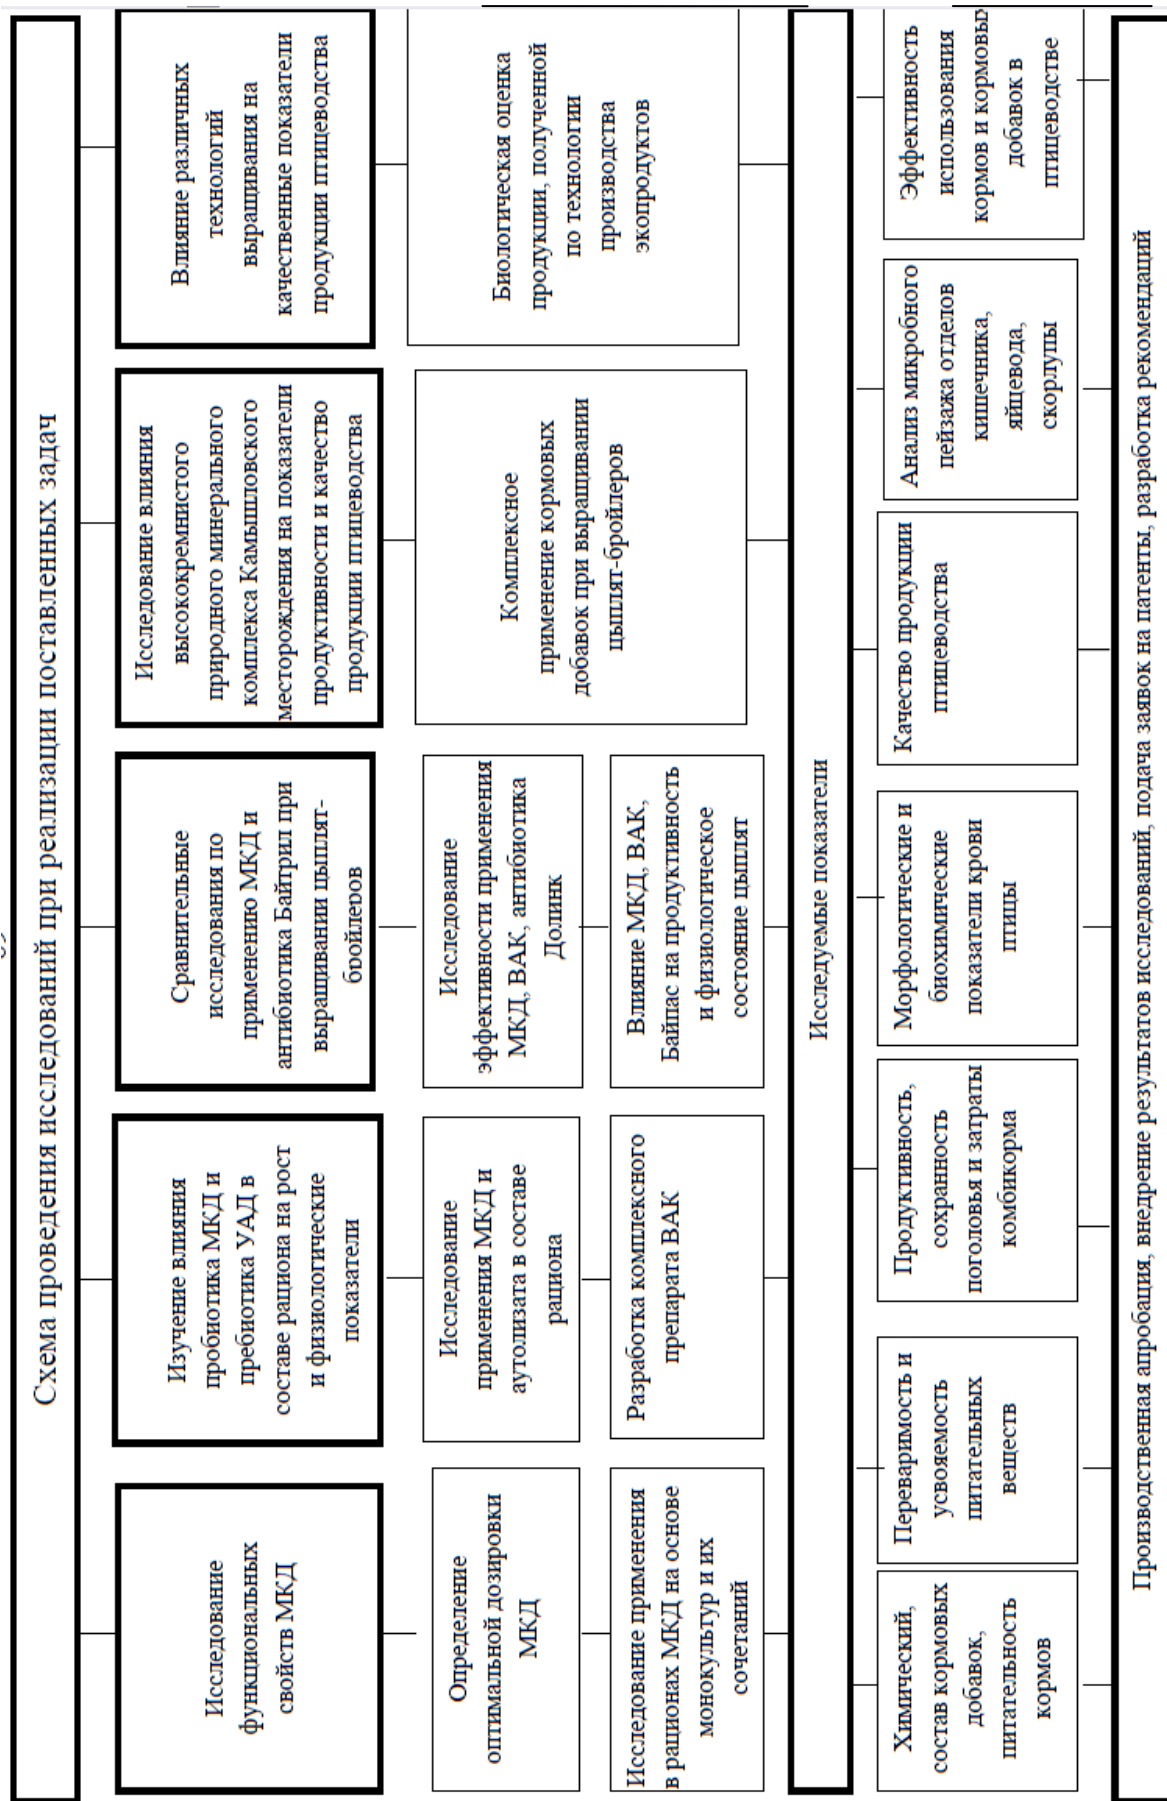 Схема проведения исследований при реализации поставленных задач
Исследование
функциональных
свойств МКД
Изучение влияния
пробиотика МКД и
пребиотика УАД в
составе рациона на рост
и физиологические
показатели
Сравнительные
исследования по
применению МКД и
антибиотика Байтрил при
выращивании цыплят-
бройлеров
Исследование влияния
высококремнистого
природного минерального
комплекса Камышловского
месторождения на показатели
продуктивности и качество
продукции птицеводства
Влияние различных
технологий
выращивания на
качественные показатели
продукции птицеводства
Определение
оптимальной дозировки
МКД
Исследование
применения МКД и
аутолизата в составе
рациона
Исследование
эффективности применения
МКД, ВАК, антибиотика
Долинк
Комплексное
применение кормовых
добавок при выращивании
цыплят-бройлеров
Биологическая оценка
продукции, полученной
по технологии
производства
экопродуктов
Исследование применения
в рационах МКД на основе
монокультур и их
сочетаний
Разработка комплексного
препарата ВАК
Влияние МКД, ВАК,
Байпас на продуктивность
и физиологическое
состояние цыплят
Исследуемые показатели
Химический,
состав кормовых
добавок,
питательность
кормов
Переваримость и
усвояемость
питательных
веществ
Продуктивность,
сохранность
поголовья и затраты
комбикорма
Морфологические и
биохимические
показатели крови
птицы
Качество продукции
птицеводства
Анализ микробного
пейзажа отделов
кишечника,
яйцевода,
скорлупы
Эффективность
использования
кормов и кормовых
добавок в
птицеводстве
Производственная апробация, внедрение результатов исследований, подача заявок на патенты, разработка рекомендаций